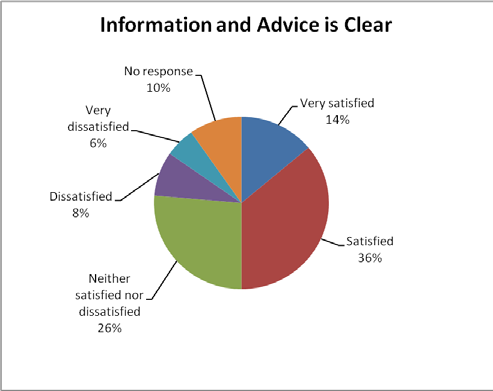 Information and Advice is Clear
No response
10%
Very satisfied
14%
Very
dissatisfied
6%
Dissatisfied
8%
Satisfied
36%
Neither
satisfied nor
dissatisfied
26%